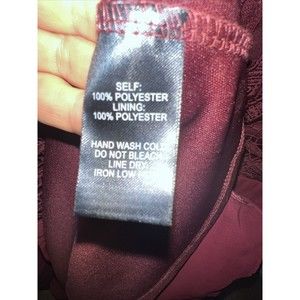 SELF:
100% POLYESTER
LINING:
100% POLYESTER
HAND WASH COLD
DO NOT BLEACH
LINE DRY
IRON LOW